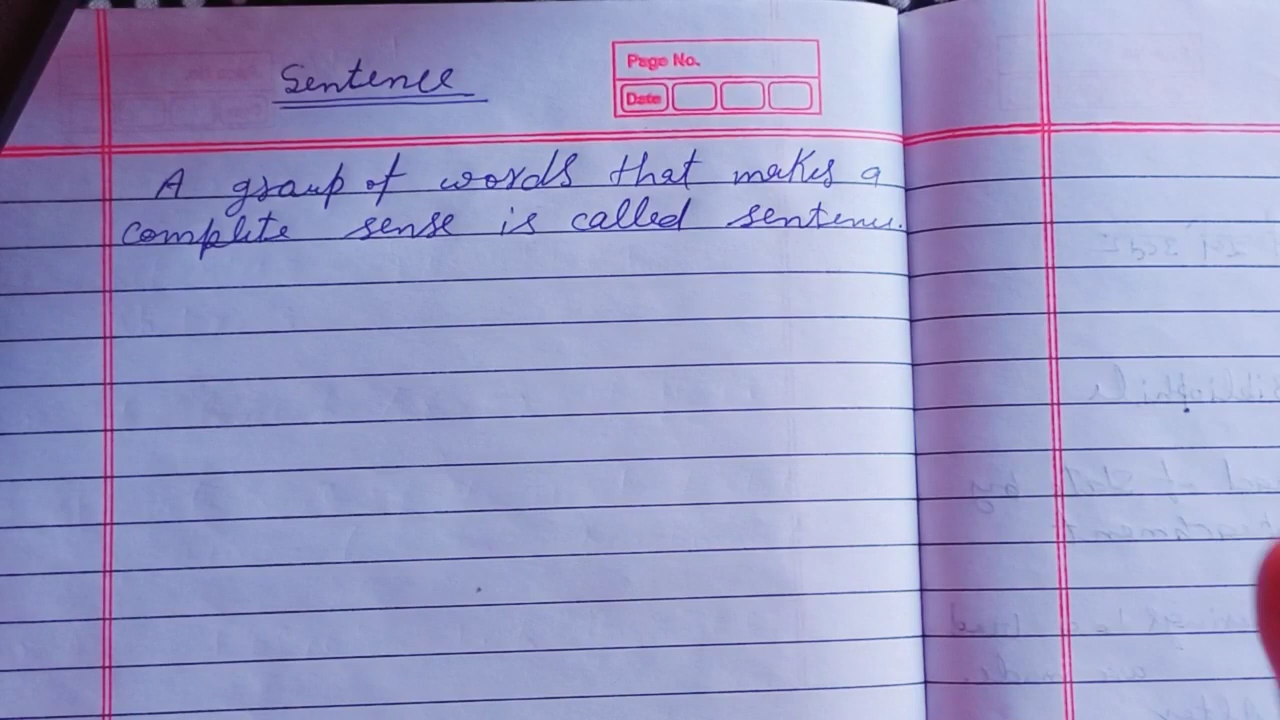 Sentence
Page No.
Date
A group of words that makes a
complete sense is called sentence.